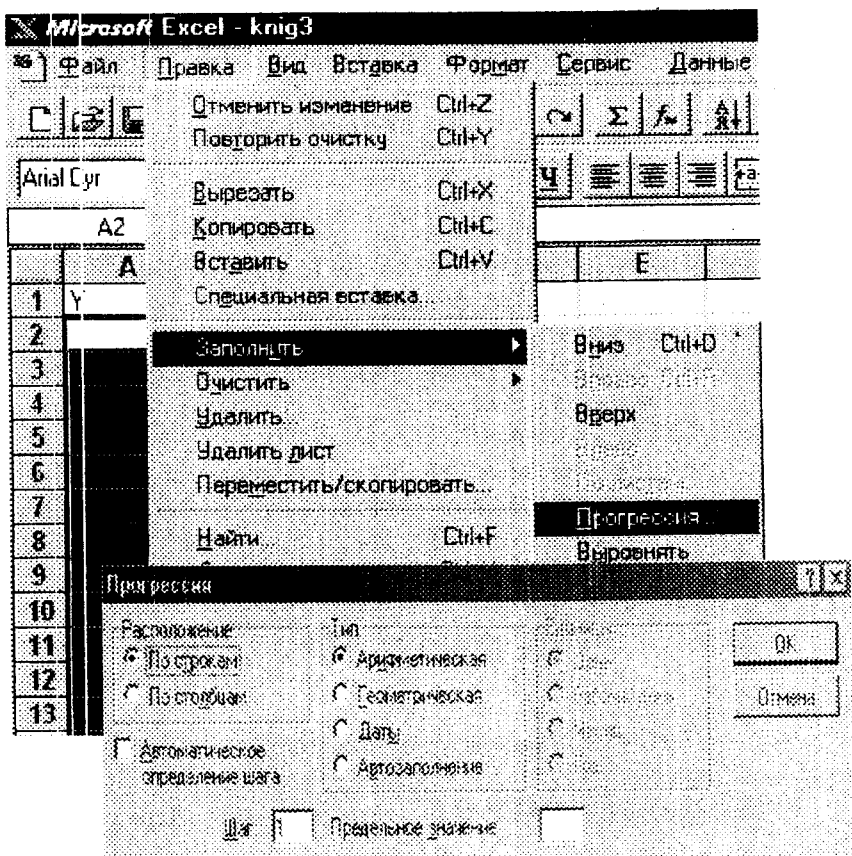 Microsoft Excel - knig3
Файл Правка Вид Вставка Формат Сервис Данные
Отменить изменение Ctrl+Z
Повторить очистку Ctrl+Y
Arial Cyr
Ч
Вырезать Ctrl+X
A2
Копировать Ctrl+C
Вставить Ctrl+V
A E
Специальная вставка...
1 Y
2
Заполнить
Вниз Ctrl+D
3
Очистить
4
Удалить...
Вверх
5
Удалить лист
6
Переместить/скопировать...
7
Прогрессия...
8
Найти... Ctrl+F
Выровнять
9
Прогрессия
10
Расположение Тип
11
По строкам Арифметическая OK
12
По столбцам Геометрическая Отмена
13
Даты
Автоматическое определение шага
Автозаполнение
Шаг 1 Предельное значение